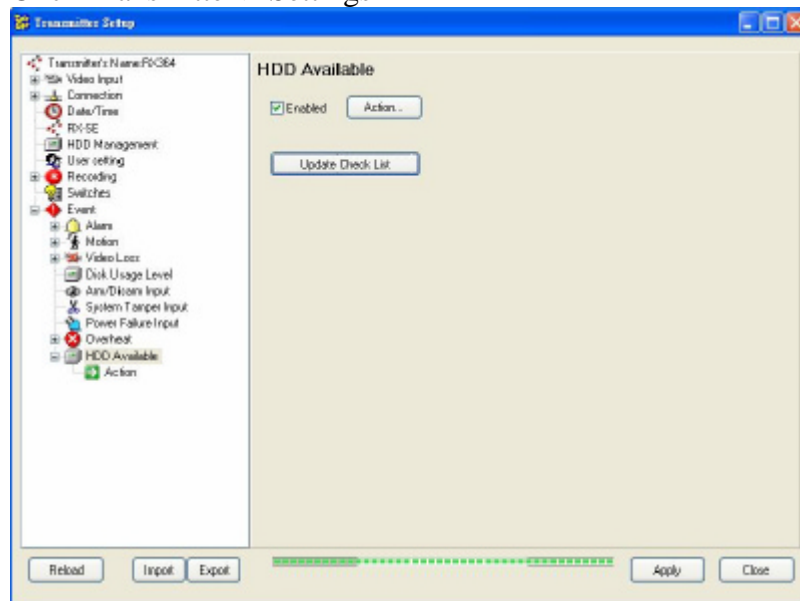 Transmitter Setup
Transmitter's Name:RX364
Video Input
Connection
Date/Time
RX-SE
HDD Management
User setting
Recording
Switches
Event
Alarm
Motion
Video Loss
Disk Usage Level
Arm/Disarm Input
System Tamper Input
Power Failure Input
Overheat
HDD Available
Action
HDD Available
Enabled
Action...
Update Check List
Reload
Import
Export
Apply
Close